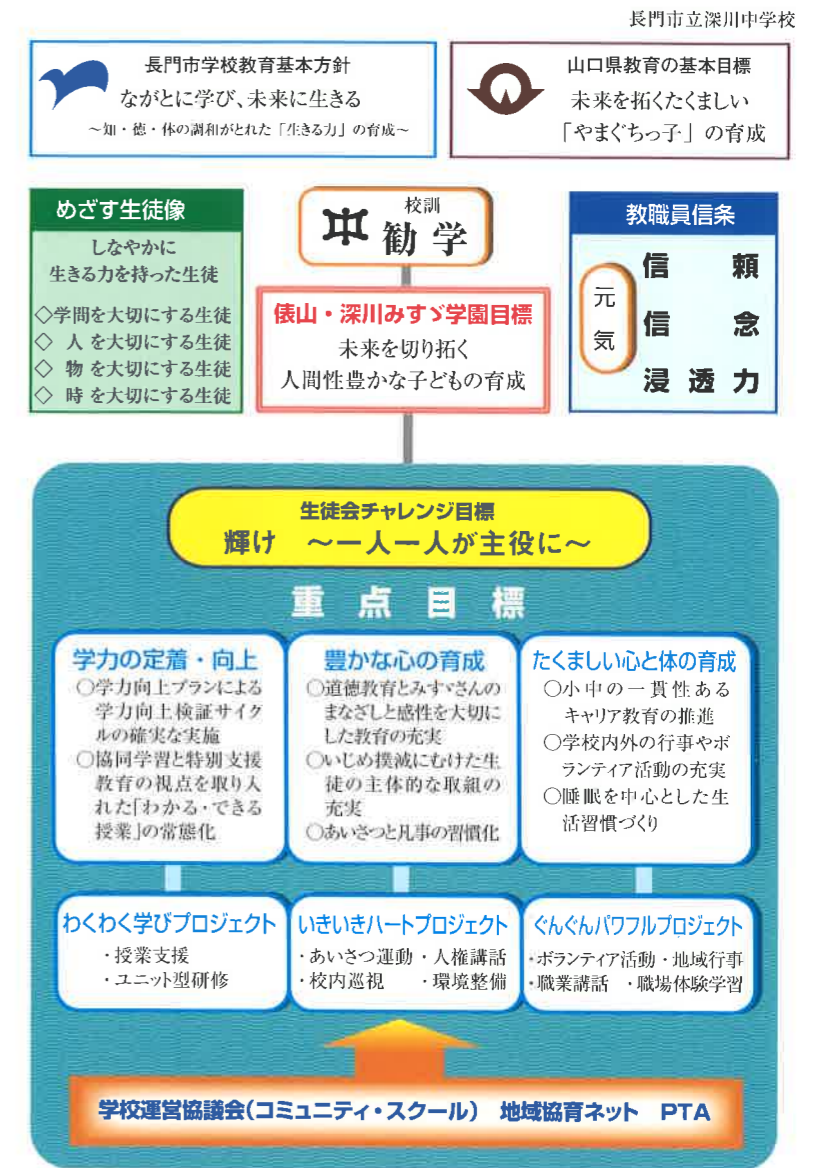 長門市立深川中学校
長門市学校教育基本方針
ながとに学び、未来に生きる
～知・徳・体の調和がとれた「生きる力」の育成～
山口県教育の基本目標
未来を拓くたくましい
「やまぐちっ子」の育成
めざす生徒像
しなやかに
生きる力を持った生徒
◇学問を大切にする生徒
◇ 人 を大切にする生徒
◇ 物 を大切にする生徒
◇ 時 を大切にする生徒
中
校訓
勧学
俵山・深川みすゞ学園目標
未来を切り拓く
人間性豊かな子どもの育成
教職員信条
元気
信頼
信念
浸透力
生徒会チャレンジ目標
輝け ～一人一人が主役に～
重点目標
学力の定着・向上
○学力向上プランによる
学力向上検証サイク
ルの確実な実施
○協同学習と特別支援
教育の視点を取り入
れた「わかる・できる
授業」の常態化
豊かな心の育成
○道徳教育とみすゞさんの
まなざしと感性を大切に
した教育の充実
○いじめ撲滅にむけた生
徒の主体的な取組の
充実
○あいさつと凡事の習慣化
たくましい心と体の育成
○小中の一貫性ある
キャリア教育の推進
○学校内外の行事やボ
ランティア活動の充実
○睡眠を中心とした生
活習慣づくり
わくわく学びプロジェクト
・授業支援
・ユニット型研修
いきいきハートプロジェクト
・あいさつ運動 ・人権講話
・校内巡視 ・環境整備
ぐんぐんパワフルプロジェクト
・ボランティア活動 ・地域行事
・職業講話 ・職場体験学習
学校運営協議会(コミュニティ・スクール) 地域協育ネット PTA